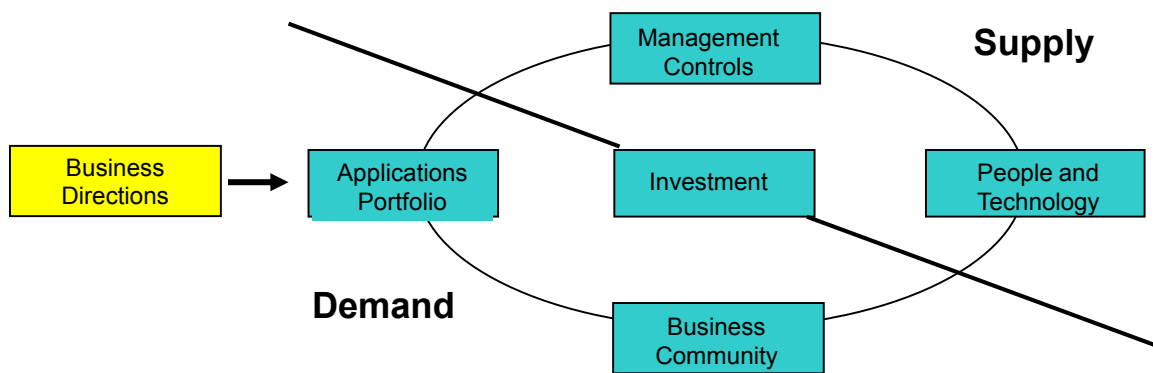 Management
Controls
Supply
Business
Directions
Applications
Portfolio
Investment
People and
Technology
Demand
Business
Community